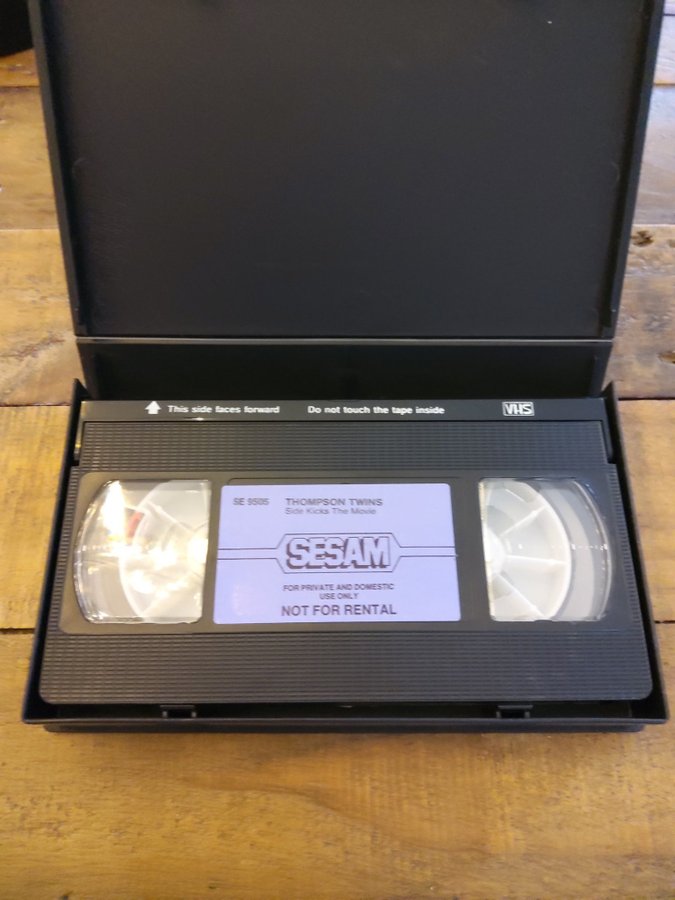 This side faces forward Do not touch the tape inside VHS
SE 9505 THOMPSON TWINS
Side Kicks The Movie
SESAM
FOR PRIVATE AND DOMESTIC
USE ONLY
NOT FOR RENTAL